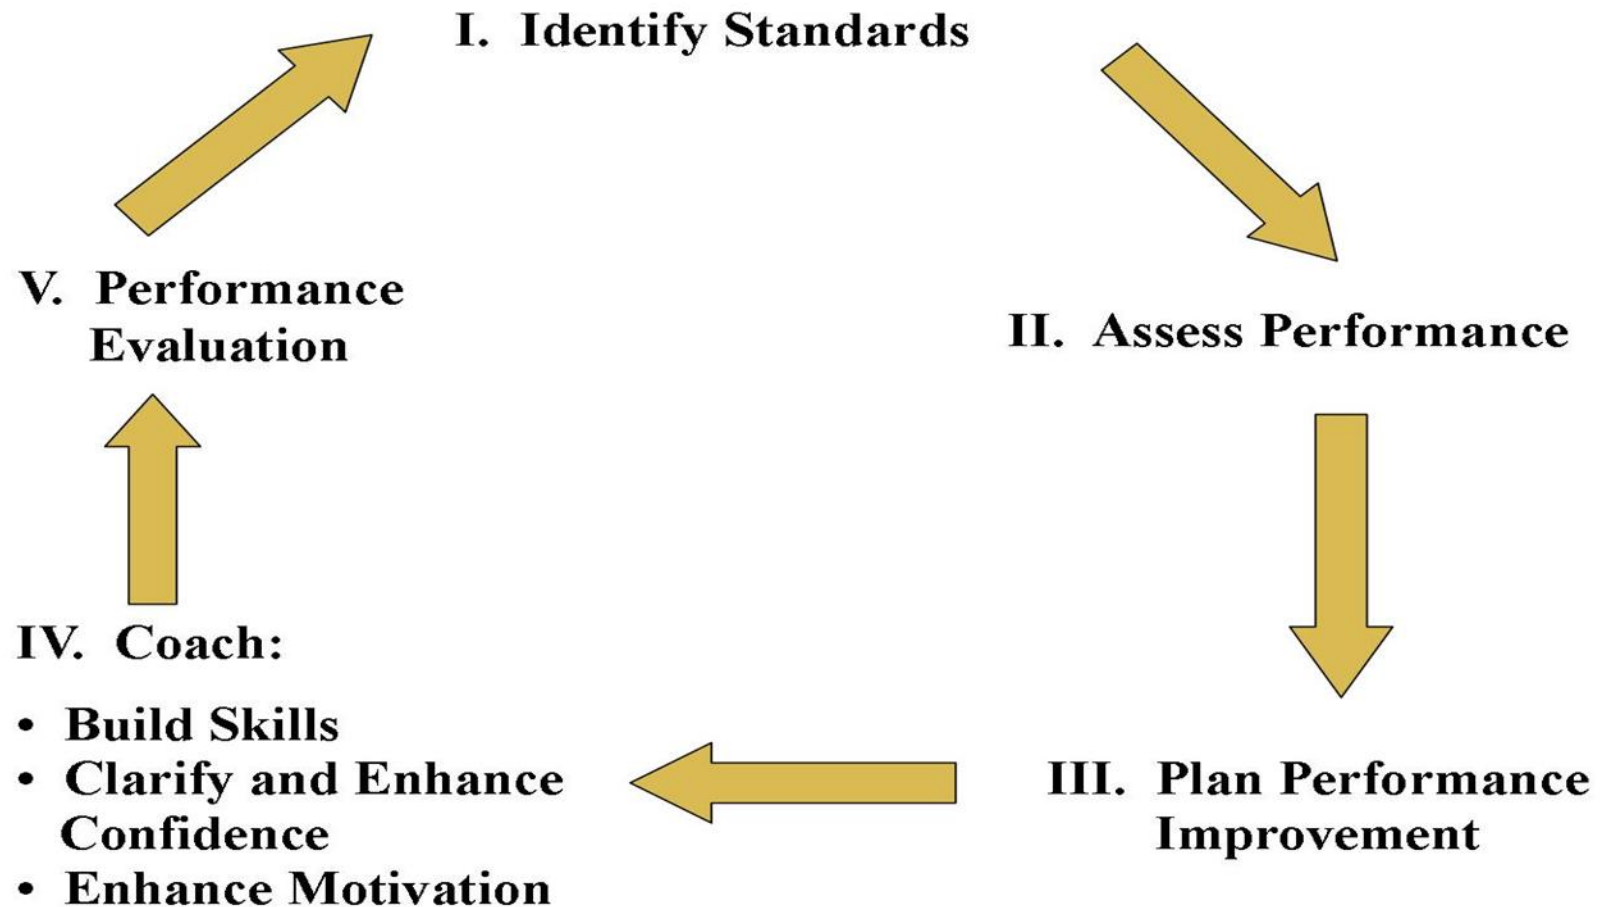 I. Identify Standards
II. Assess Performance
III. Plan Performance
Improvement
IV. Coach:
• Build Skills
• Clarify and Enhance
Confidence
• Enhance Motivation
V. Performance
Evaluation